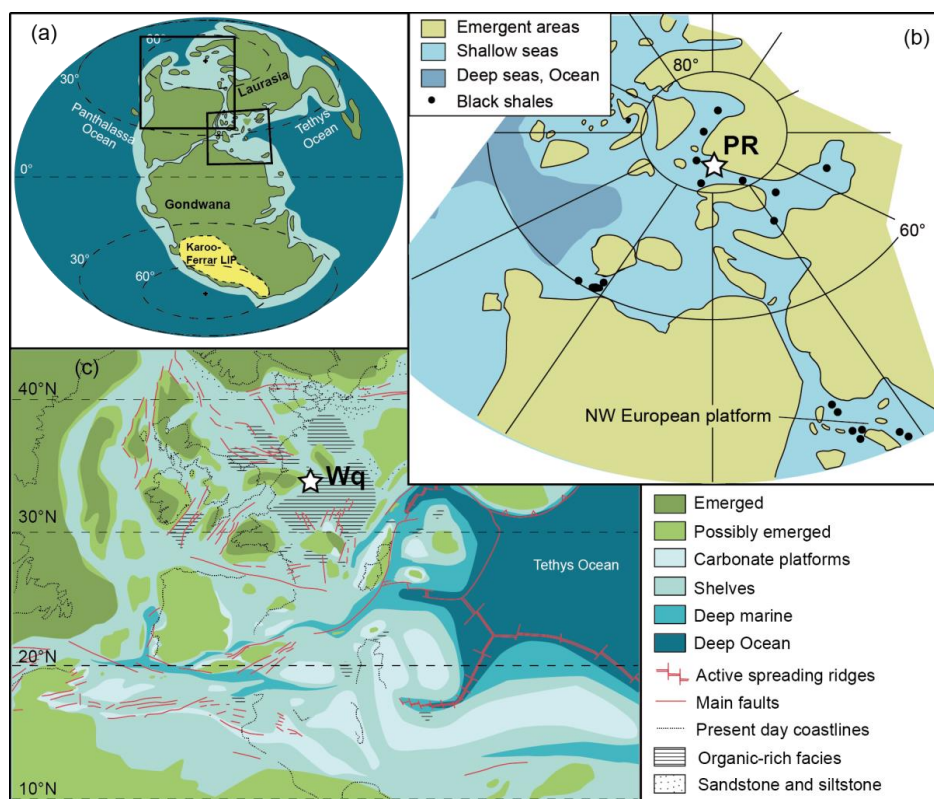 (a)
60°
30°
Laurasia
Panthalassa
Ocean
Tethys
Ocean
0°
Gondwana
Karoo-
Ferrar LIP
30°
60°
Emergent areas
Shallow seas
Deep seas, Ocean
Black shales
(b)
80°
PR
60°
NW European platform
(c)
40°N
Wq
30°N
Tethys Ocean
20°N
10°N
Emerged
Possibly emerged
Carbonate platforms
Shelves
Deep marine
Deep Ocean
Active spreading ridges
Main faults
Present day coastlines
Organic-rich facies
Sandstone and siltstone